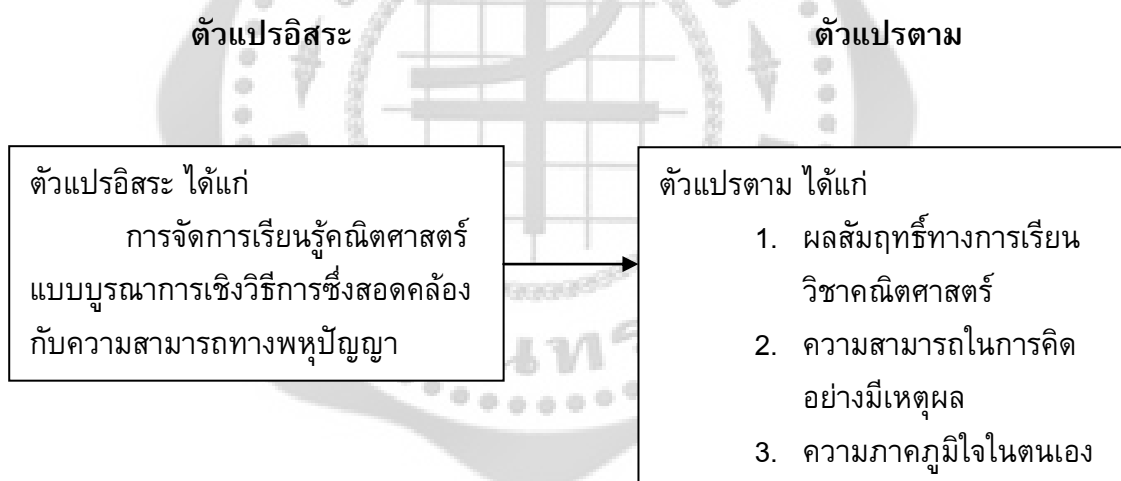 ตัวแปรอิสระ
ตัวแปรตาม
ตัวแปรอิสระ ได้แก่
การจัดการเรียนรู้คณิตศาสตร์
แบบบูรณาการเชิงวิธีการซึ่งสอดคล้อง
กับความสามารถทางพหุปัญญา
ตัวแปรตาม ได้แก่
1. ผลสัมฤทธิ์ทางการเรียน
วิชาคณิตศาสตร์
2. ความสามารถในการคิด
อย่างมีเหตุผล
3. ความภาคภูมิใจในตนเอง